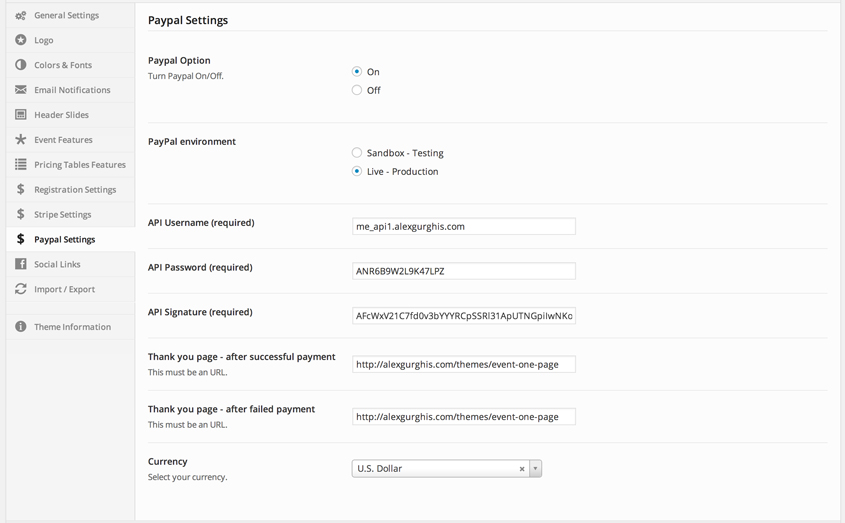 General Settings
Logo
Colors & Fonts
Email Notifications
Header Slides
Event Features
Pricing Tables Features
Registration Settings
Stripe Settings
Paypal Settings
Social Links
Import / Export
Theme Information
Paypal Settings
Paypal Option
Turn Paypal On/Off.
On
Off
PayPal environment
Sandbox - Testing
Live - Production
API Username (required)
me_api1.alexgurghis.com
API Password (required)
ANR6B9W2L9K47LPZ
API Signature (required)
Thank you page - after successful payment
This must be an URL.
http://alexgurghis.com/themes/event-one-page
Thank you page - after failed payment
This must be an URL.
http://alexgurghis.com/themes/event-one-page
Currency
Select your currency.
U.S. Dollar